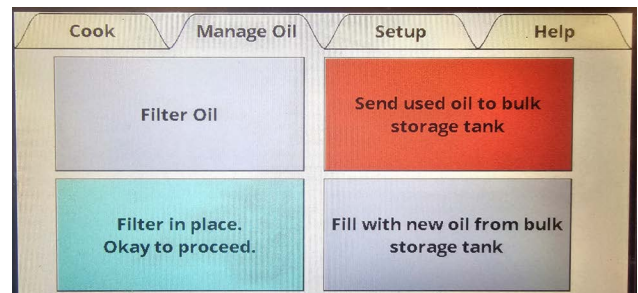 Cook
Manage Oil
Setup
Help
Filter Oil
Send used oil to bulk
storage tank
Filter in place.
Okay to proceed.
Fill with new oil from bulk
storage tank